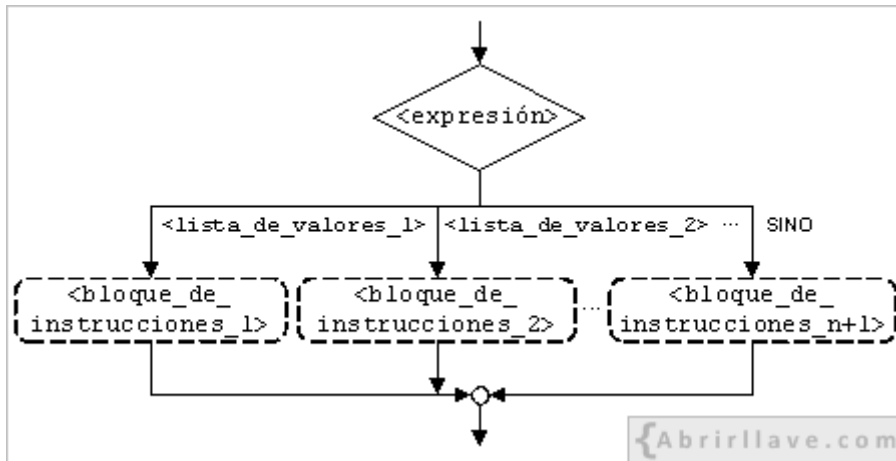 <expresión>
<lista_de_valores_1> <lista_de_valores_2> ... SINO
<bloque_de_
instrucciones_1>
<bloque_de_
instrucciones_2>
...
<bloque_de_
instrucciones_n+1>
{Abrirllave.com